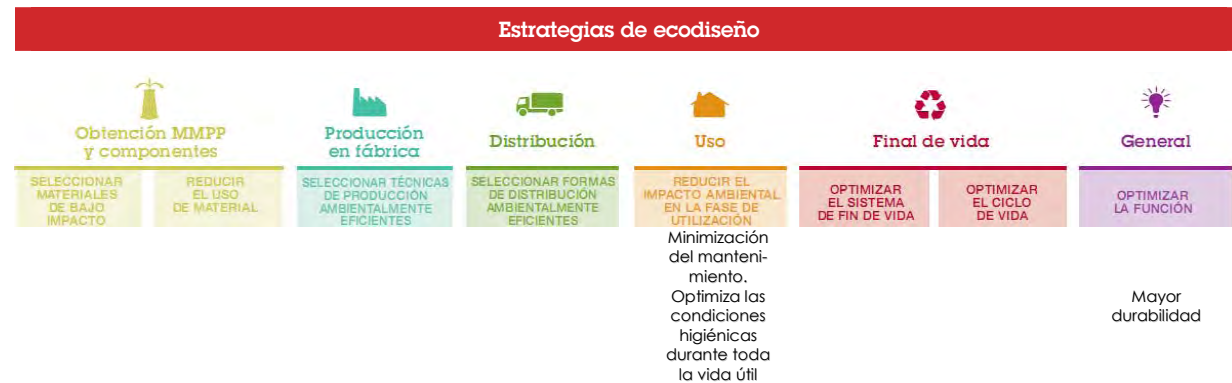 Estrategias de ecodiseño
Obtención MMPP
y componentes
Producción
en fábrica
Distribución
Uso
Final de vida
General
SELECCIONAR
MATERIALES
DE BAJO
IMPACTO
REDUCIR
EL USO
DE MATERIAL
SELECCIONAR TÉCNICAS
DE PRODUCCIÓN
AMBIENTALMENTE
EFICIENTES
SELECCIONAR FORMAS
DE DISTRIBUCIÓN
AMBIENTALMENTE
EFICIENTES
REDUCIR EL
IMPACTO AMBIENTAL
EN LA FASE DE
UTILIZACIÓN
OPTIMIZAR
EL SISTEMA
DE FIN DE VIDA
OPTIMIZAR
EL CICLO
DE VIDA
OPTIMIZAR
LA FUNCIÓN
Minimización
del manteni-
miento.
Optimiza las
condiciones
higiénicas
durante toda
la vida útil
Mayor
durabilidad